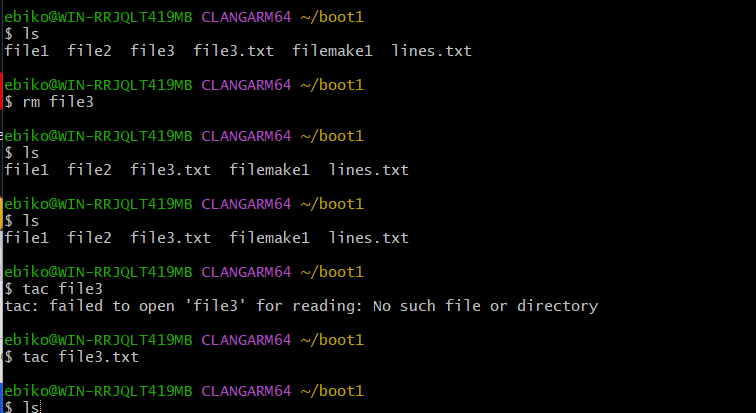 ebiko@WIN-RRJQLT419MB CLANGARM64 ~/boot1
$ ls
file1 file2 file3 file3.txt filemake1 lines.txt
ebiko@WIN-RRJQLT419MB CLANGARM64 ~/boot1
$ rm file3
ebiko@WIN-RRJQLT419MB CLANGARM64 ~/boot1
$ ls
file1 file2 file3.txt filemake1 lines.txt
ebiko@WIN-RRJQLT419MB CLANGARM64 ~/boot1
$ ls
file1 file2 file3.txt filemake1 lines.txt
ebiko@WIN-RRJQLT419MB CLANGARM64 ~/boot1
$ tac file3
tac: failed to open 'file3' for reading: No such file or directory
ebiko@WIN-RRJQLT419MB CLANGARM64 ~/boot1
$ tac file3.txt
ebiko@WIN-RRJQLT419MB CLANGARM64 ~/boot1
$ ls